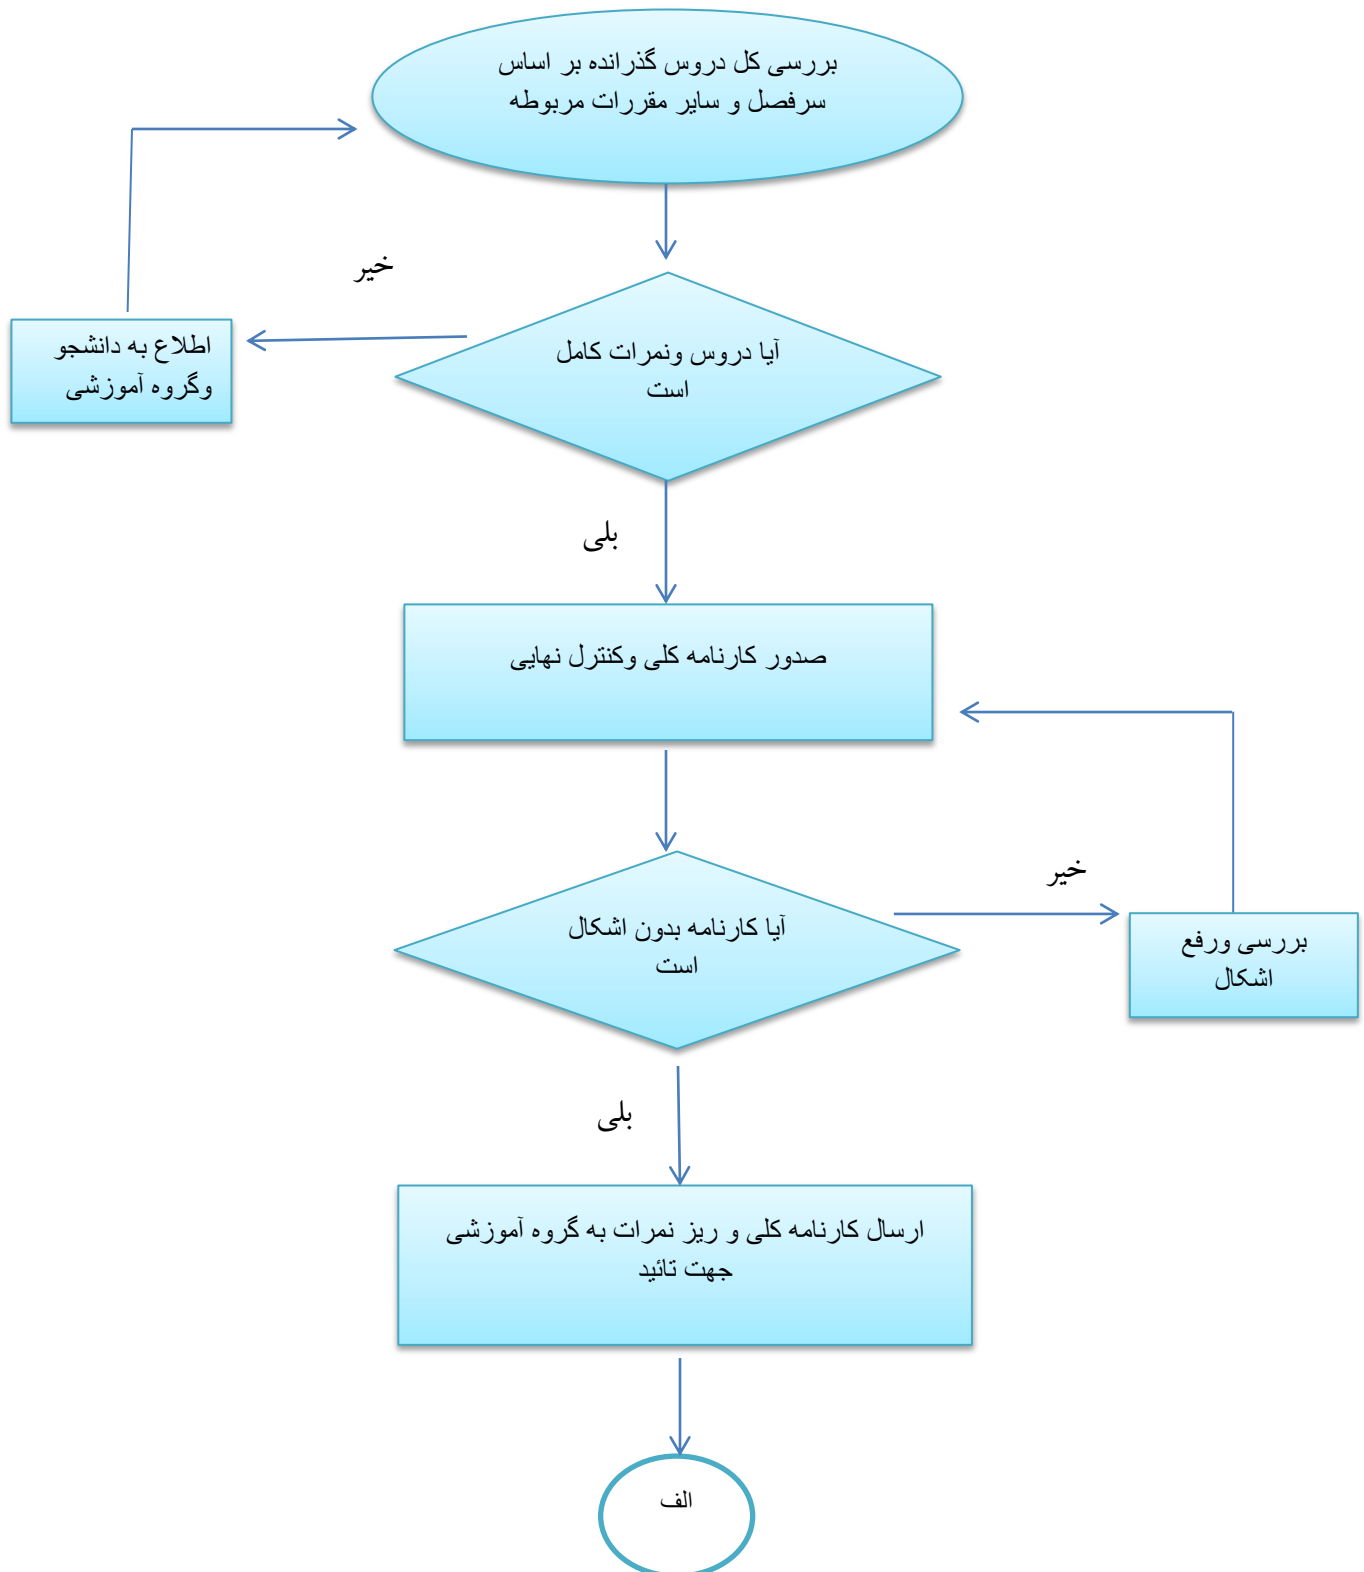 بررسی کل دروس گذرانده بر اساس
سرفصل و سایر مقررات مربوطه
خیر
اطلاع به دانشجو
وگروه آموزشی
آیا دروس ونمرات کامل
است
بلی
صدور کارنامه کلی وکنترل نهایی
خیر
آیا کارنامه بدون اشکال
است
بررسی ورفع
اشکال
بلی
ارسال کارنامه کلی و ریز نمرات به گروه آموزشی
جهت تائید
الف